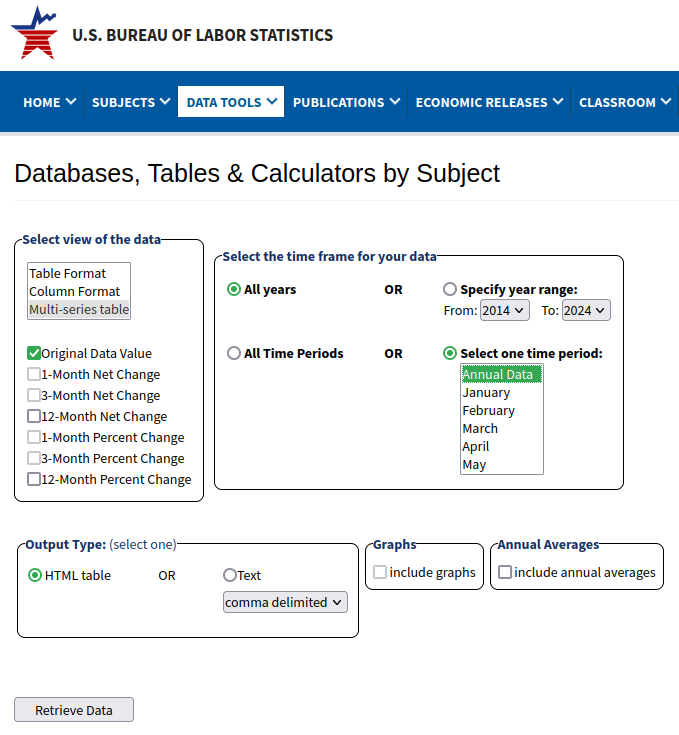 U.S. BUREAU OF LABOR STATISTICS
HOME SUBJECTS DATA TOOLS PUBLICATIONS ECONOMIC RELEASES CLASSROOM
Databases, Tables & Calculators by Subject
Select view of the data
Table Format
Column Format
Multi-series table
Original Data Value
1-Month Net Change
3-Month Net Change
12-Month Net Change
1-Month Percent Change
3-Month Percent Change
12-Month Percent Change
Select the time frame for your data
All years OR Specify year range:
From: 2014 To: 2024
All Time Periods OR Select one time period:
Annual Data
January
February
March
April
May
Output Type: (select one)
HTML table OR Text
comma delimited
Graphs
include graphs
Annual Averages
include annual averages
Retrieve Data